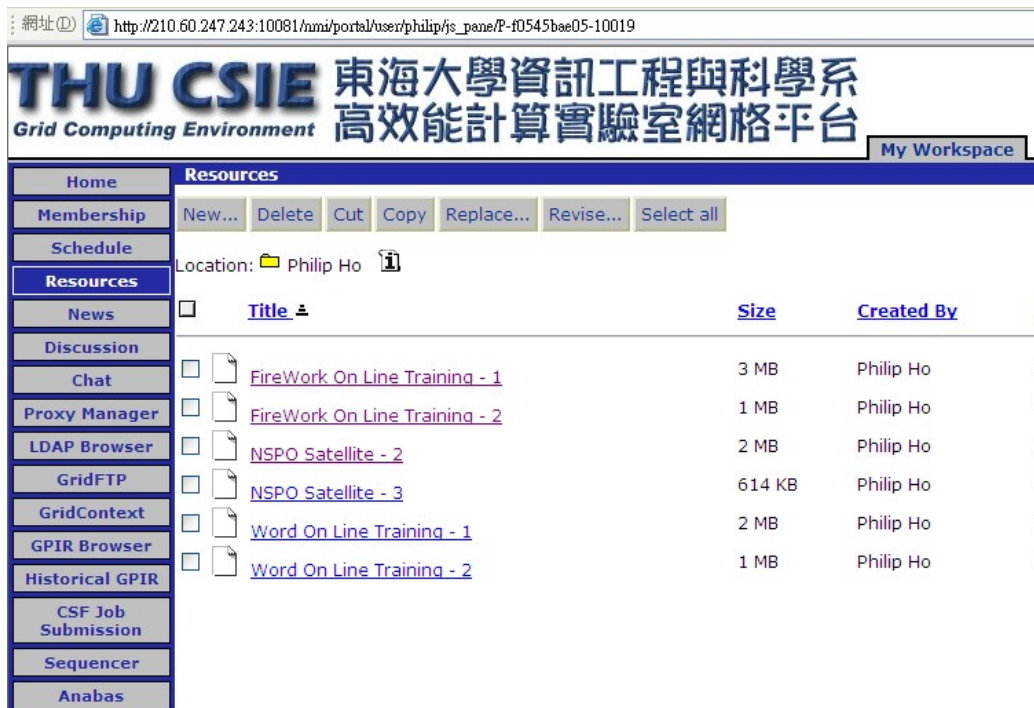 網址(D) http://210.60.247.243:10081/nmi/portal/user/philip/js_pane/P-f0545bae05-10019
THU CSIE 東海大學資訊工程與科學系
Grid Computing Environment 高效能計算實驗室網格平台
My Workspace
Home
Membership
Schedule
Resources
News
Discussion
Chat
Proxy Manager
LDAP Browser
GridFTP
GridContext
GPIR Browser
Historical GPIR
CSF Job
Submission
Sequencer
Anabas
Resources
New... Delete Cut Copy Replace... Revise... Select all
Location: Philip Ho
Title Size Created By
FireWork On Line Training - 1 3 MB Philip Ho
FireWork On Line Training - 2 1 MB Philip Ho
NSPO Satellite - 2 2 MB Philip Ho
NSPO Satellite - 3 614 KB Philip Ho
Word On Line Training - 1 2 MB Philip Ho
Word On Line Training - 2 1 MB Philip Ho